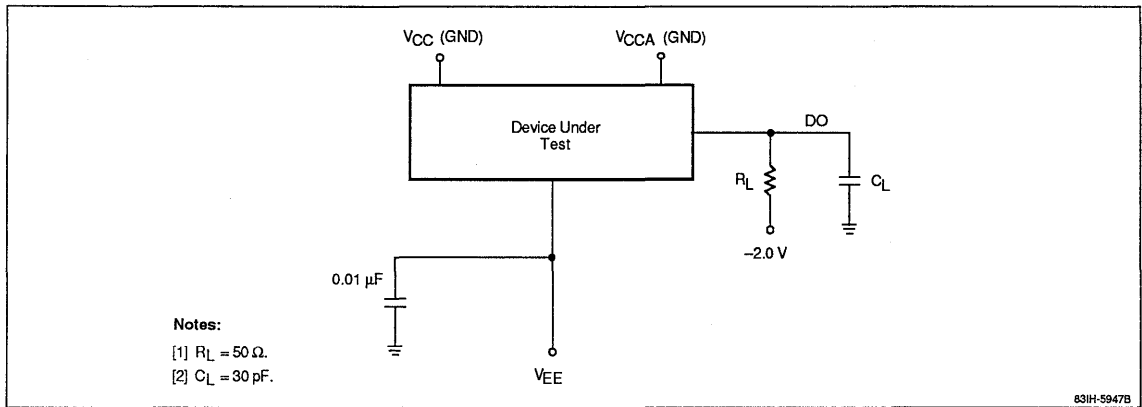 VCC (GND)
VCCA (GND)
Device Under
Test
DO
RL
CL
–2.0 V
0.01 µF
VEE
Notes:
[1] RL = 50 Ω.
[2] CL = 30 pF.
83IH-5947B